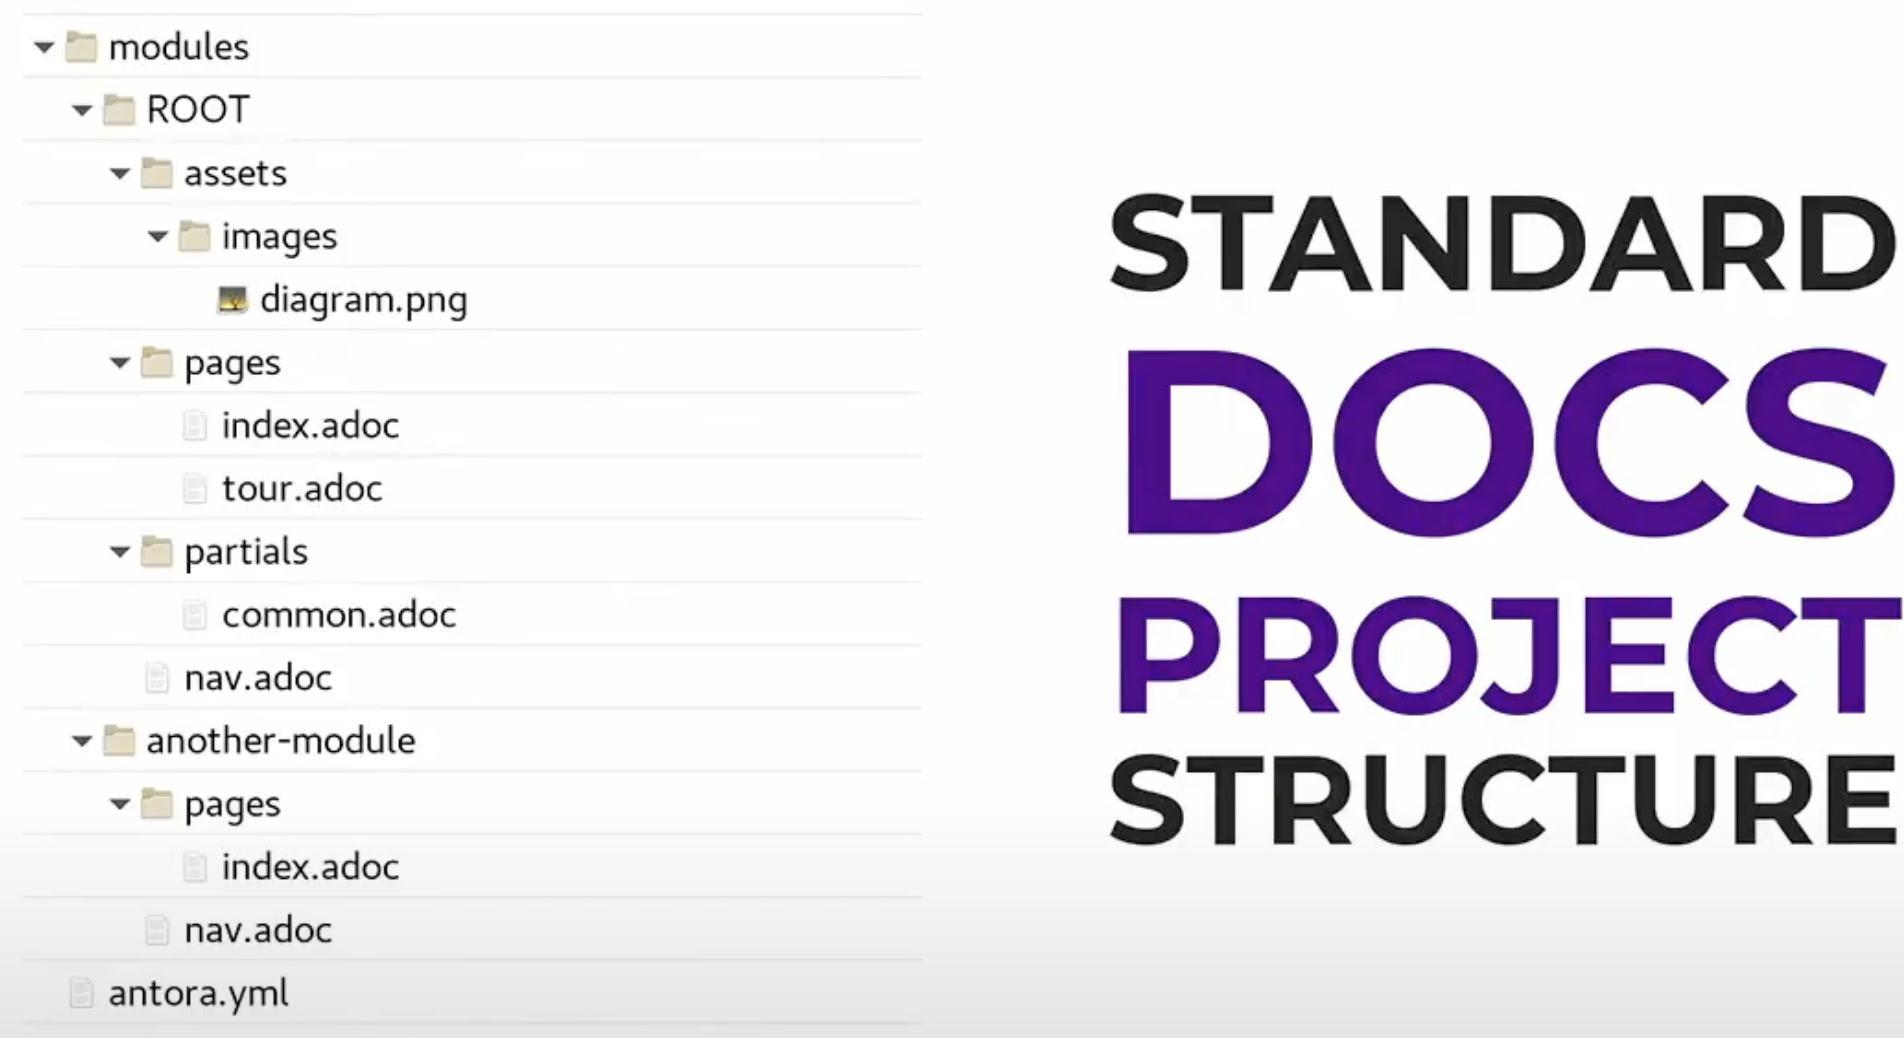 modules
ROOT
assets
images
diagram.png
pages
index.adoc
tour.adoc
partials
common.adoc
nav.adoc
another-module
pages
index.adoc
nav.adoc
antora.yml
STANDARD
DOCS
PROJECT
STRUCTURE